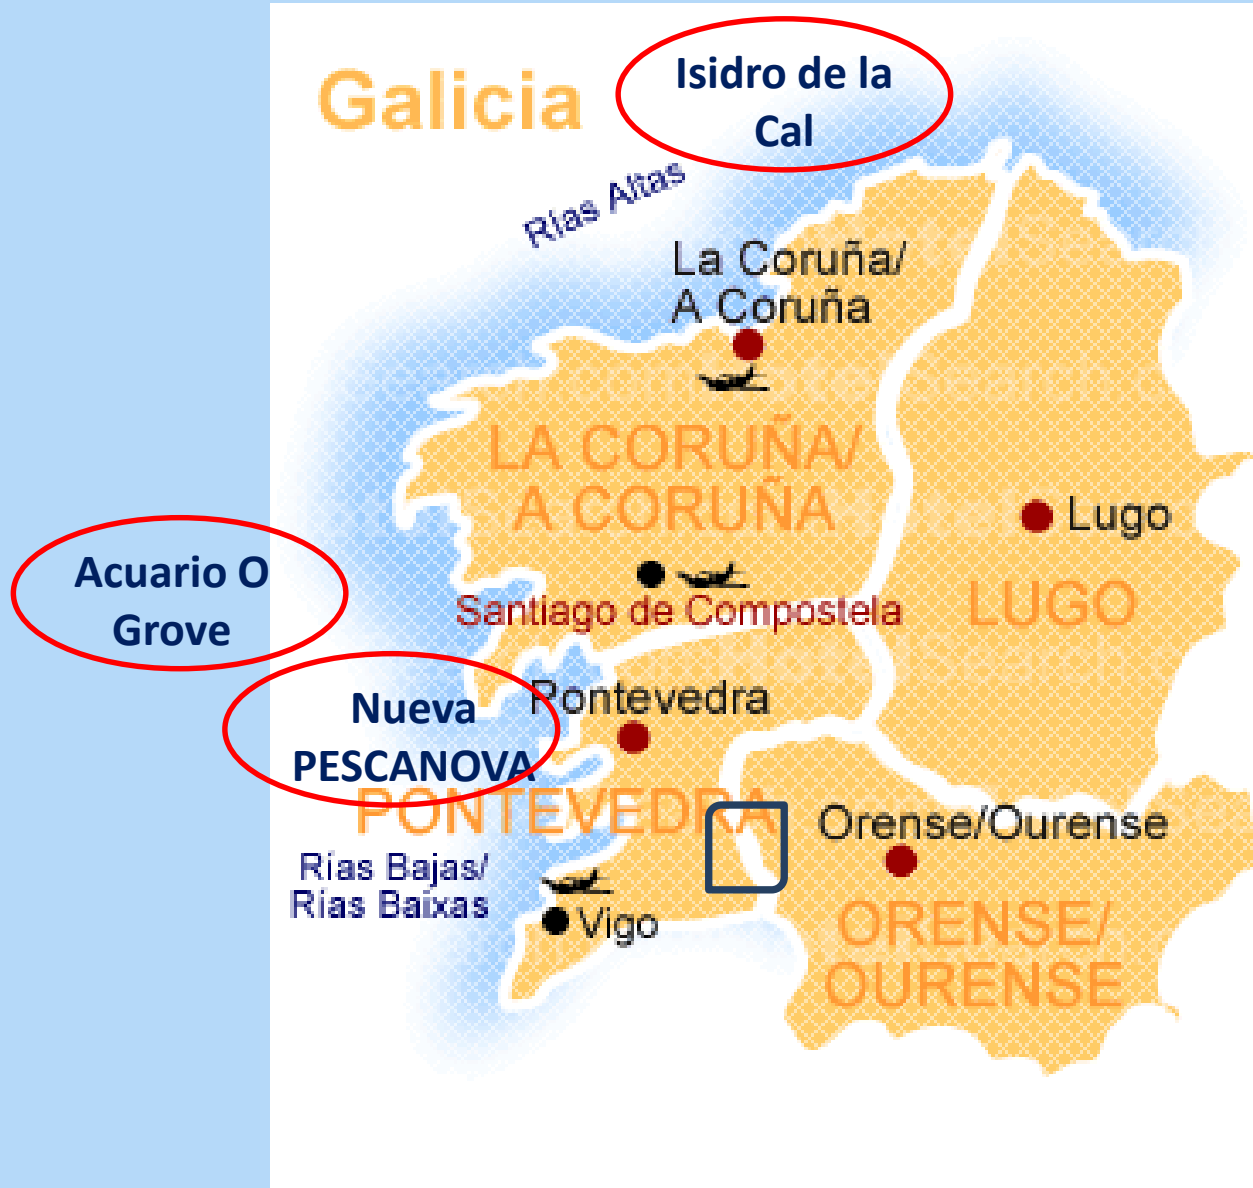 Isidro de la
Cal
Galicia
Rías Altas
La Coruña/
A Coruña
LA CORUÑA/
A CORUÑA
Lugo
LUGO
Acuario O
Grove
Santiago de Compostela
Nueva
PESCANOVA
Pontevedra
PONTEVEDRA
Orense/Ourense
Rías Bajas/
Rías Baixas
Vigo
ORENSE/
OURENSE